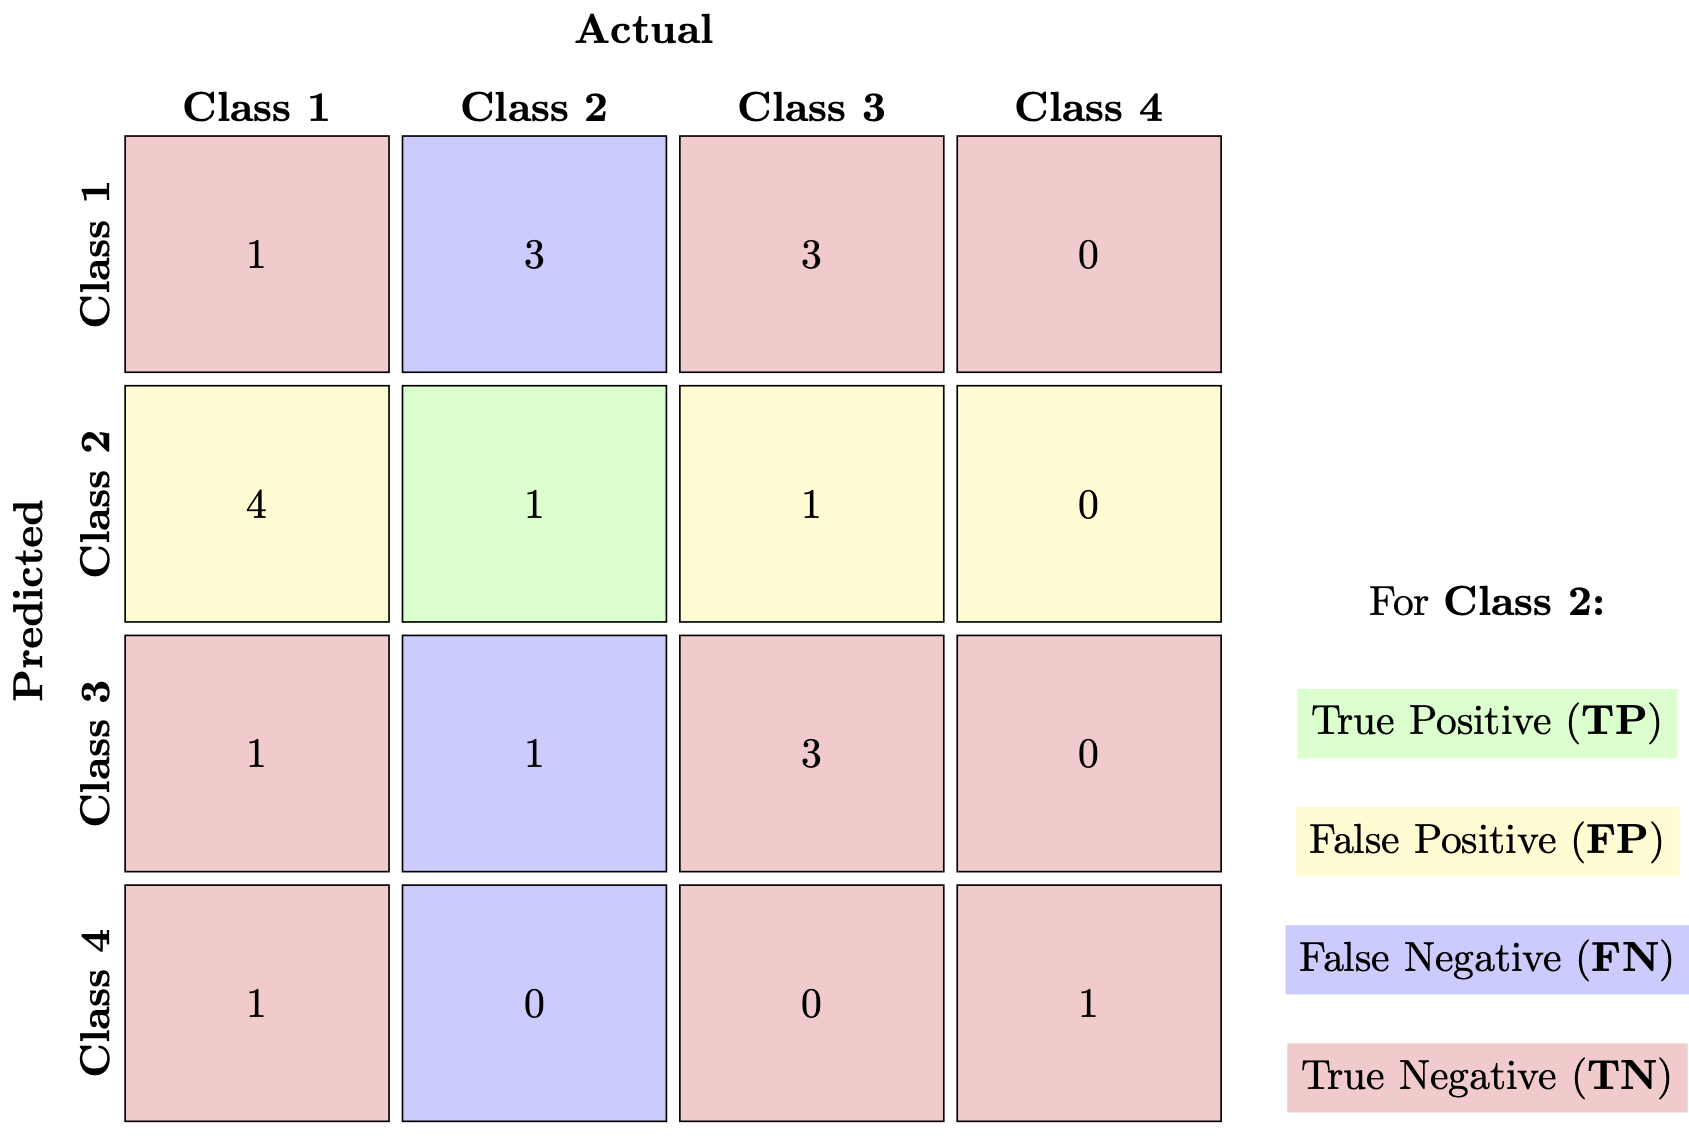 Actual
Class 1 Class 2 Class 3 Class 4
Predicted
Class 1
1 3 3 0
Class 2
4 1 1 0
Class 3
1 1 3 0
Class 4
1 0 0 1
For Class 2:
True Positive (TP)
False Positive (FP)
False Negative (FN)
True Negative (TN)